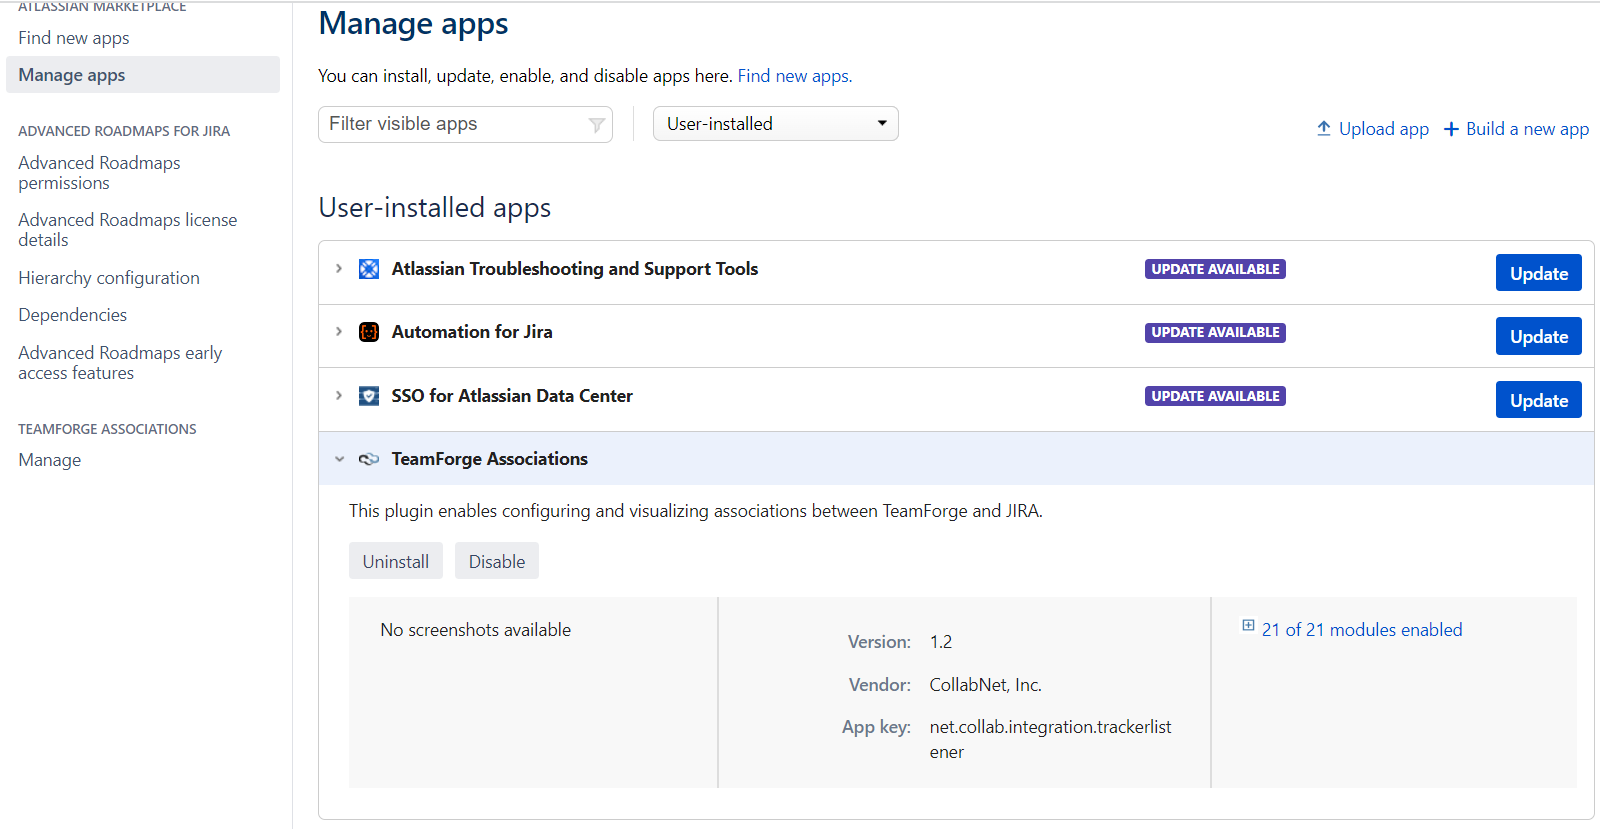 ATLASSIAN MARKETPLACE
Find new apps
Manage apps
ADVANCED ROADMAPS FOR JIRA
Advanced Roadmaps
permissions
Advanced Roadmaps license
details
Hierarchy configuration
Dependencies
Advanced Roadmaps early
access features
TEAMFORGE ASSOCIATIONS
Manage
Manage apps
You can install, update, enable, and disable apps here. Find new apps.
Filter visible apps
User-installed
Upload app
Build a new app
User-installed apps
Atlassian Troubleshooting and Support Tools UPDATE AVAILABLE Update
Automation for Jira UPDATE AVAILABLE Update
SSO for Atlassian Data Center UPDATE AVAILABLE Update
TeamForge Associations
This plugin enables configuring and visualizing associations between TeamForge and JIRA.
Uninstall Disable
No screenshots available
Version: 1.2
Vendor: CollabNet, Inc.
App key: net.collab.integration.trackerlist
ener
21 of 21 modules enabled